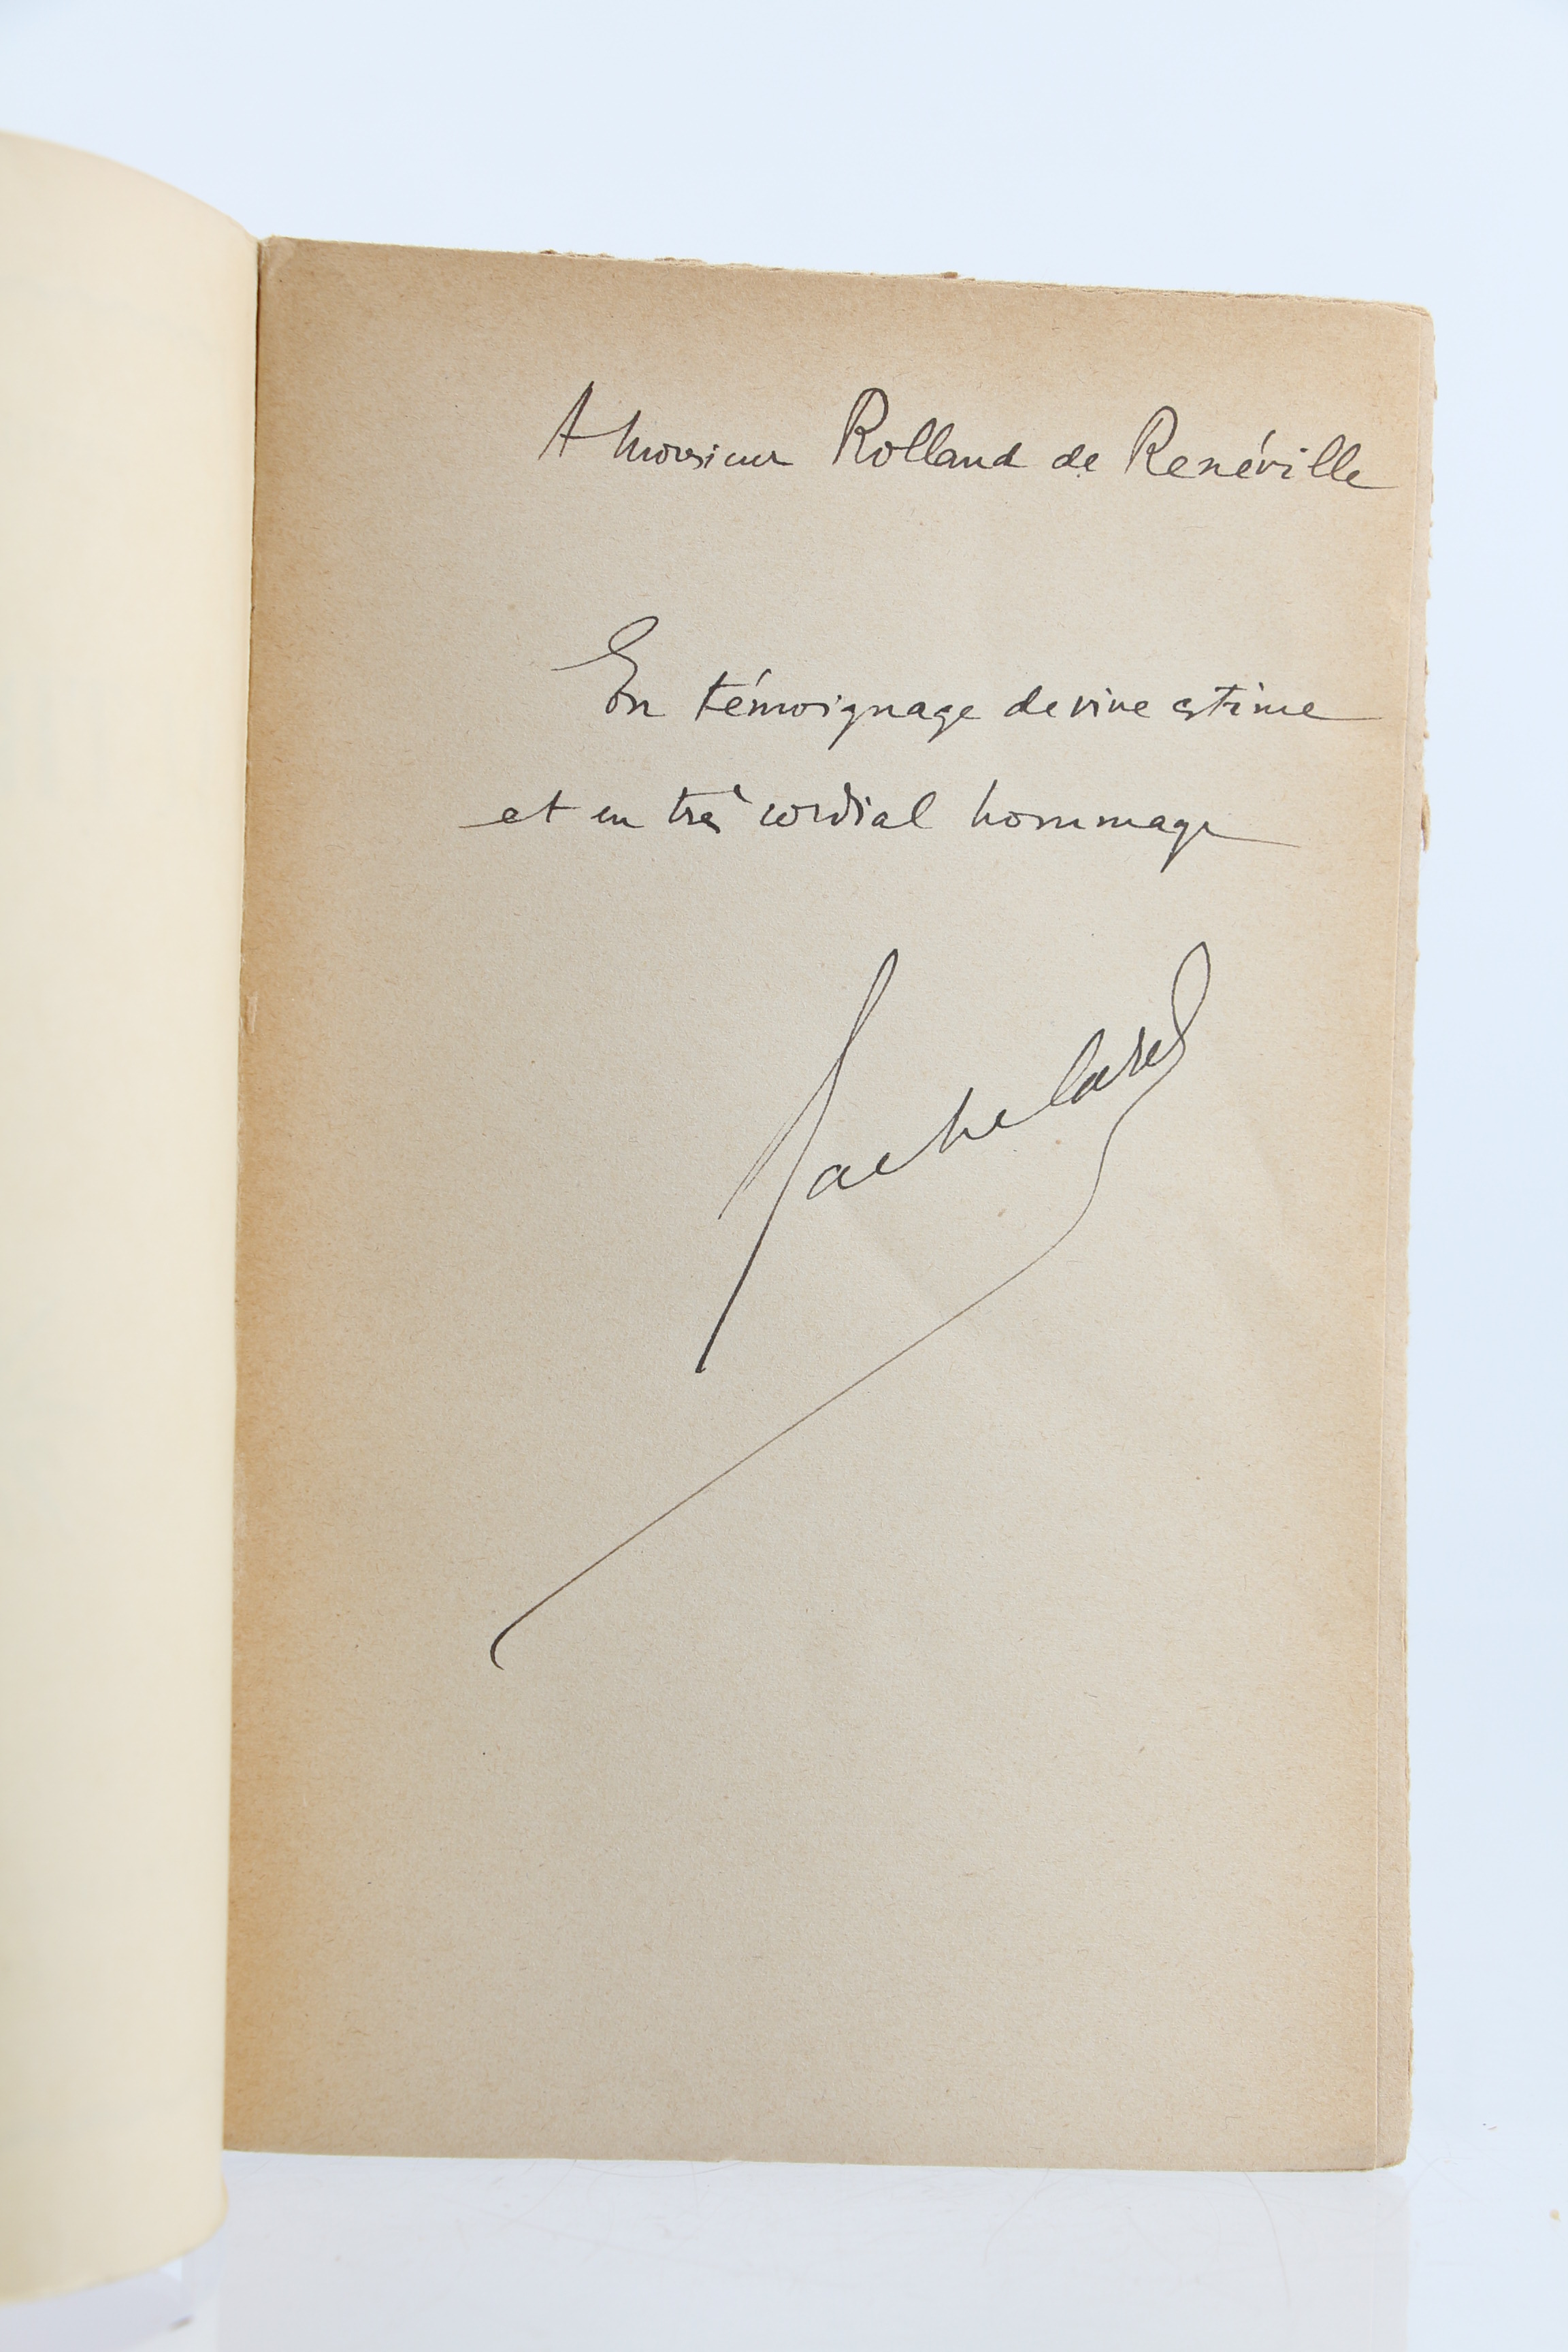 A Monsieur Rolland de Renéville
En témoignage de vive estime
et en très cordial hommage
Bachelard